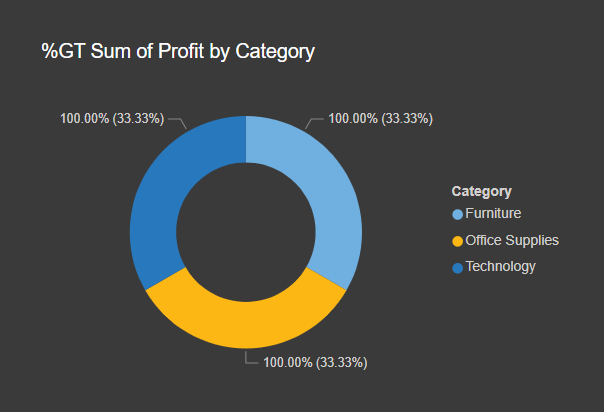 %GT Sum of Profit by Category
100.00% (33.33%)
100.00% (33.33%)
100.00% (33.33%)
Category
Furniture
Office Supplies
Technology